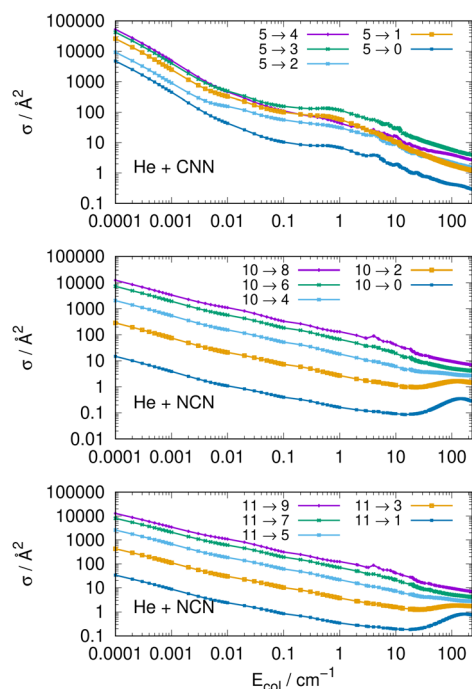 100000
10000
1000
100
10
1
0.1
σ / Å²
5 → 4
5 → 3
5 → 2
5 → 1
5 → 0
He + CNN
0.0001 0.001 0.01 0.1 1 10 100
100000
10000
1000
100
10
1
0.1
0.01
σ / Å²
10 → 8
10 → 6
10 → 4
10 → 2
10 → 0
He + NCN
0.0001 0.001 0.01 0.1 1 10 100
100000
10000
1000
100
10
1
0.1
σ / Å²
11 → 9
11 → 7
11 → 5
11 → 3
11 → 1
He + NCN
0.0001 0.001 0.01 0.1 1 10 100
E_col / cm⁻¹